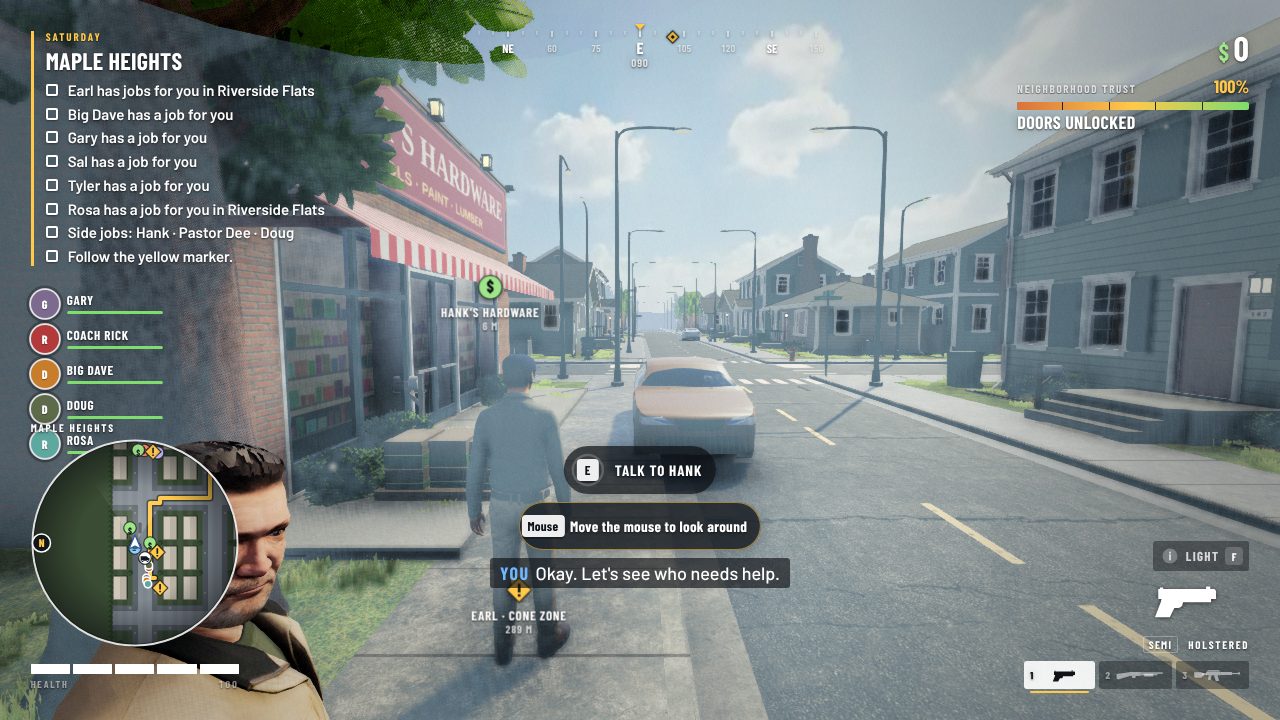 SATURDAY
MAPLE HEIGHTS
Earl has jobs for you in Riverside Flats
Big Dave has a job for you
Gary has a job for you
Sal has a job for you
Tyler has a job for you
Rosa has a job for you in Riverside Flats
Side jobs: Hank · Pastor Dee · Doug
Follow the yellow marker.
NE 60 75 E 105 120 SE 150
090
$0
NEIGHBORHOOD TRUST 100%
DOORS UNLOCKED
'S HARDWARE
LS · PAINT · LUMBER
G GARY
R COACH RICK
D BIG DAVE
D DOUG
MAPLE HEIGHTS
R ROSA
N
$
HANK'S HARDWARE
6 M
E TALK TO HANK
Mouse Move the mouse to look around
YOU Okay. Let's see who needs help.
EARL · CONE ZONE
289 M
HEALTH 100
LIGHT F
SEMI HOLSTERED
1 2 3